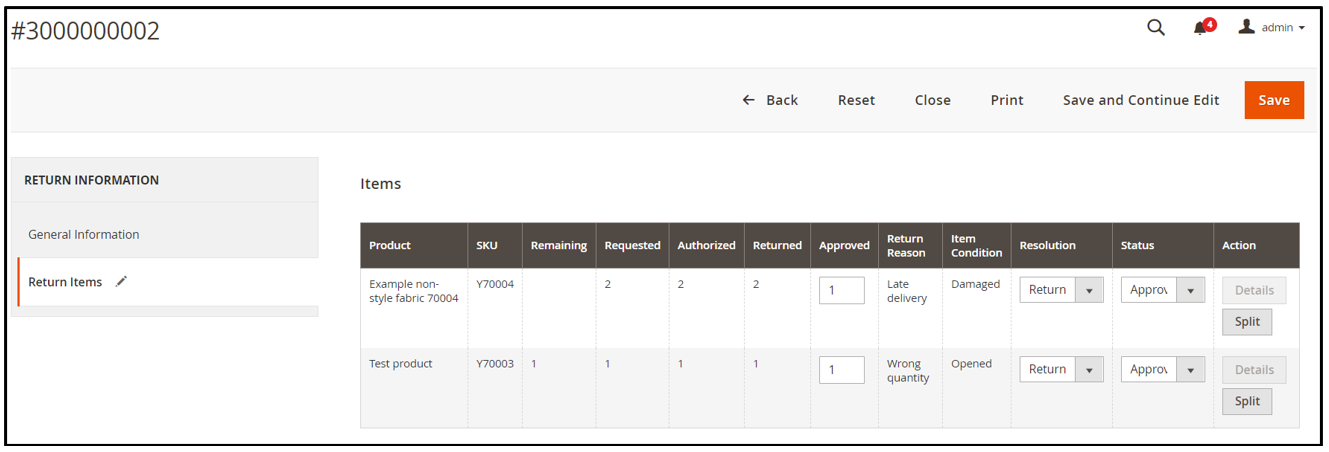 #3000000002
4
admin
Back Reset Close Print Save and Continue Edit Save
RETURN INFORMATION
General Information
Return Items
Items
Product SKU Remaining Requested Authorized Returned Approved Return Reason Item Condition Resolution Status Action
Example non-style fabric 70004 Y70004 2 2 2 1 Late delivery Damaged Return Approv Details
Split
Test product Y70003 1 1 1 1 1 Wrong quantity Opened Return Approv Details
Split